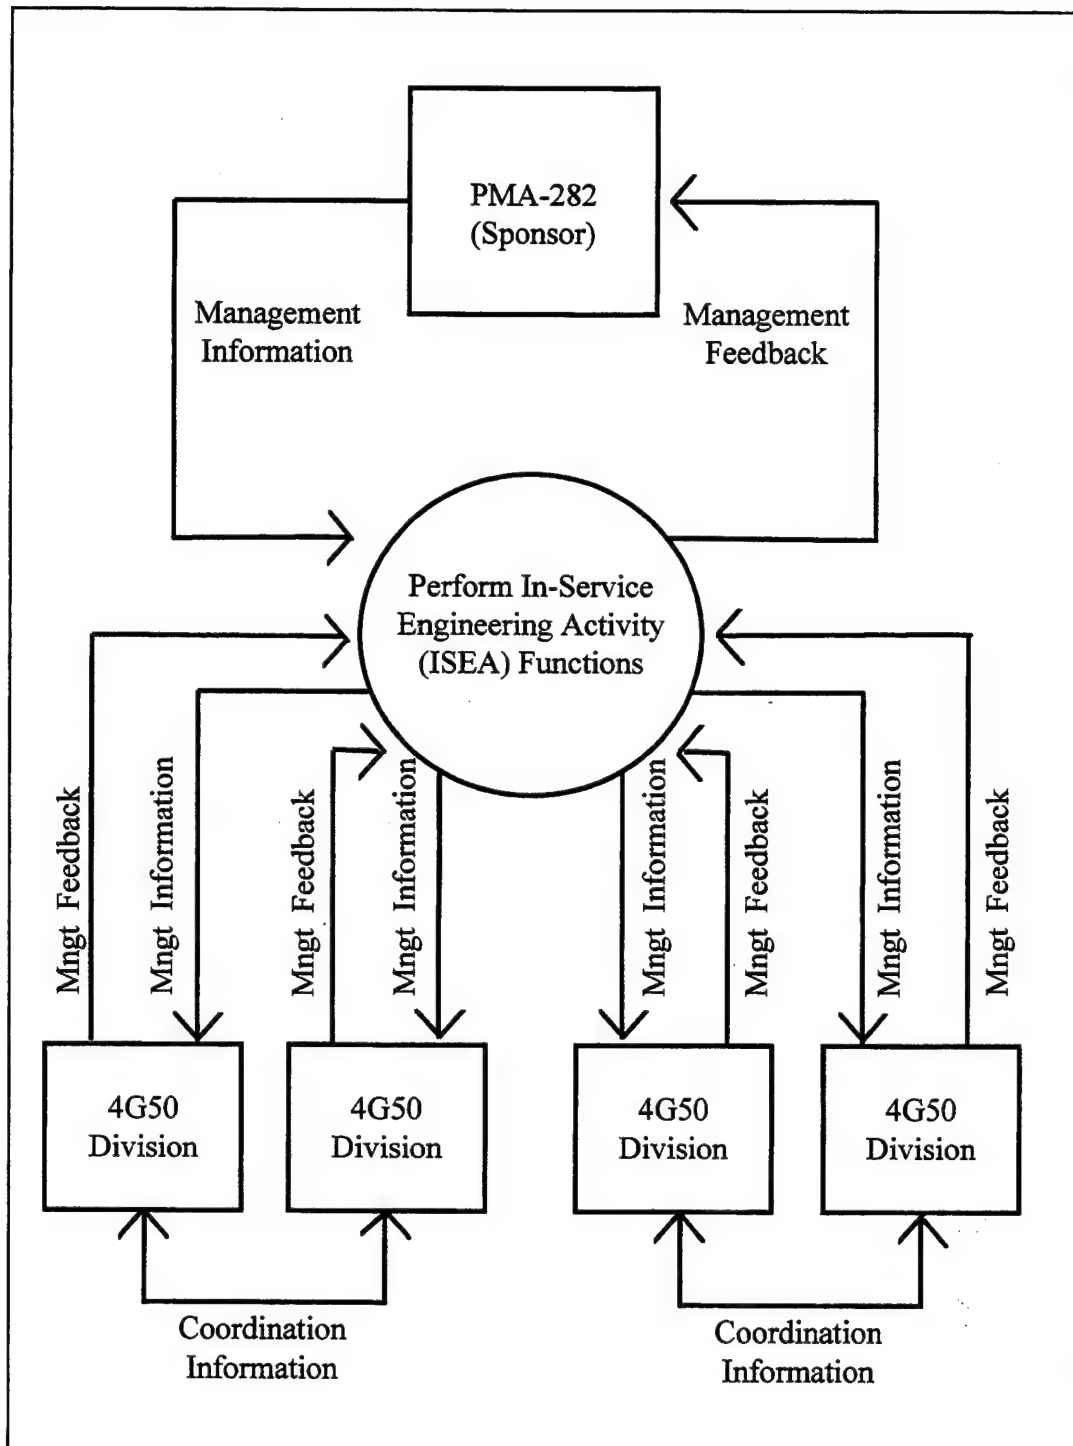 PMA-282
(Sponsor)
Management
Information
Management
Feedback
Perform In-Service
Engineering Activity
(ISEA) Functions
Mngt Feedback
Mngt Information
Mngt Feedback
Mngt Information
Mngt Information
Mngt Feedback
Mngt Information
Mngt Feedback
4G50
Division
4G50
Division
4G50
Division
4G50
Division
Coordination
Information
Coordination
Information